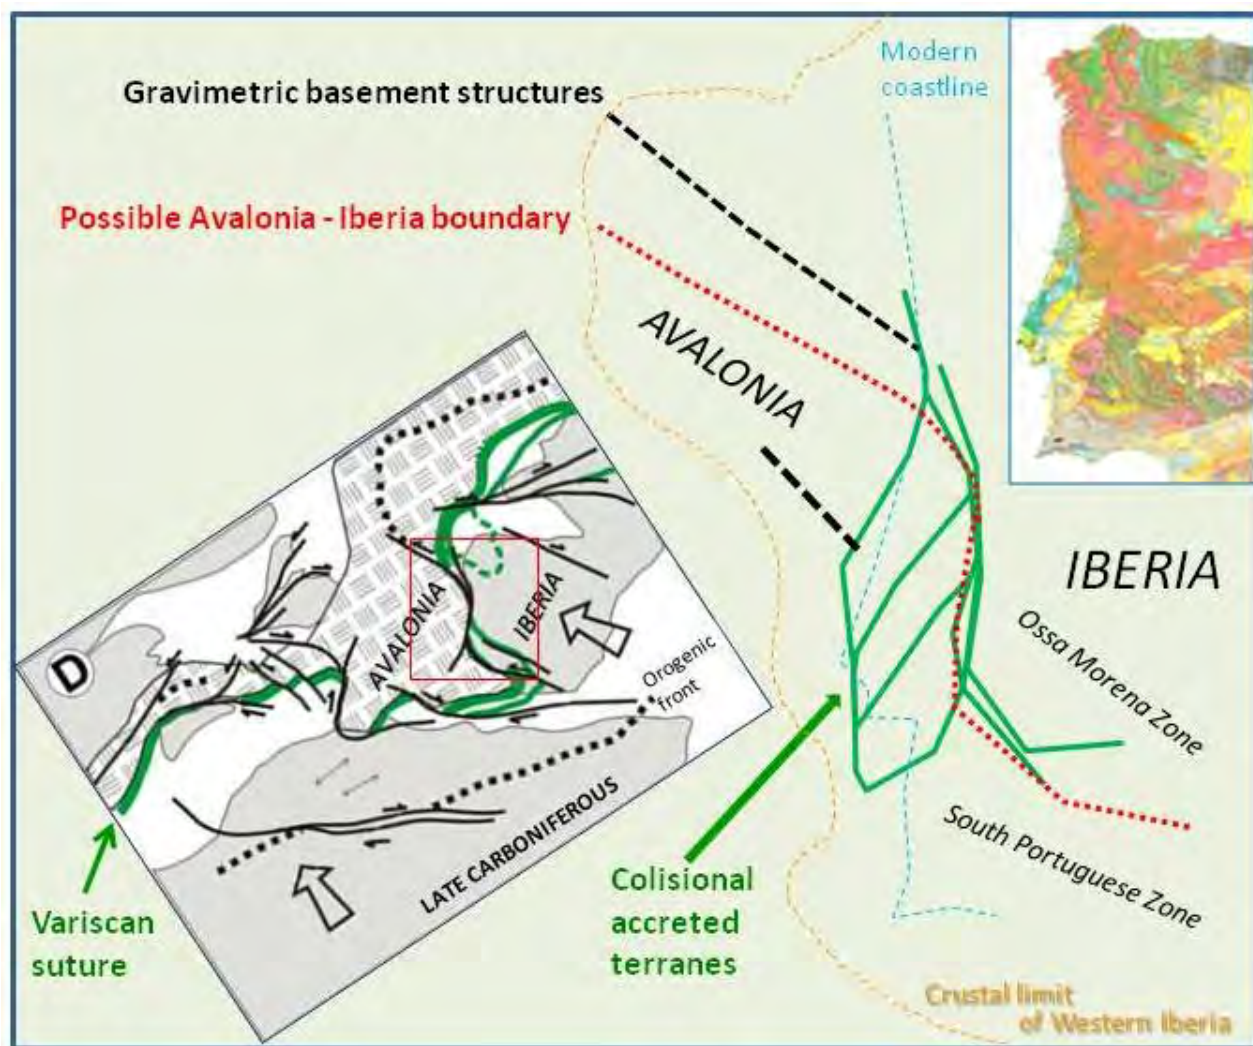 Modern
coastline
Gravimetric basement structures
Possible Avalonia - Iberia boundary
AVALONIA
IBERIA
Ossa Morena Zone
South Portuguese Zone
D
AVALONIA
IBERIA
Orogenic
front
LATE CARBONIFEROUS
Variscan
suture
Colisional
accreted
terranes
Crustal limit
of Western Iberia